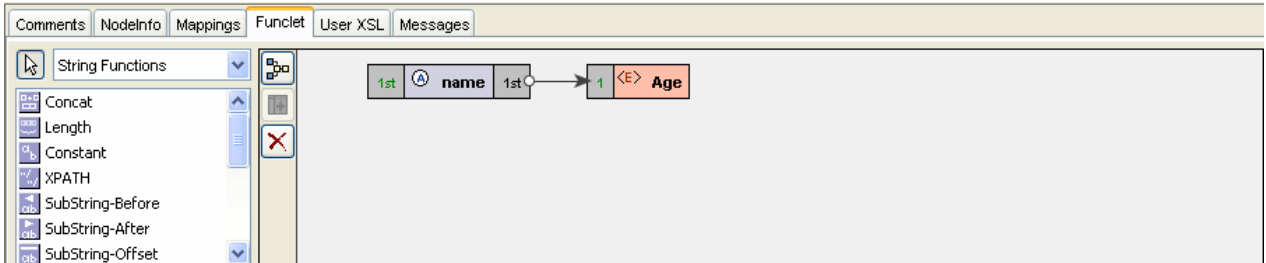 Comments NodeInfo Mappings Funclet User XSL Messages
String Functions
1st A name 1st 1 <E> Age
Concat
Length
Constant
XPATH
SubString-Before
SubString-After
SubString-Offset